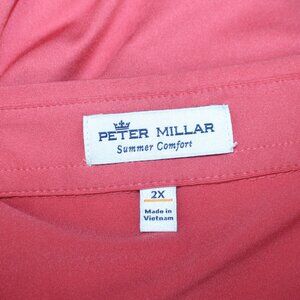 PETER MILLAR
Summer Comfort
2X
Made in
Vietnam